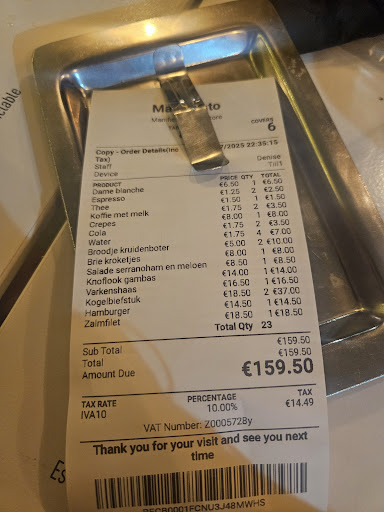 COVERS
6
Copy - Order Details(inc
2025 22:35:15
Tax)
Staff Denise
Device Till1
PRODUCT PRICE QTY TOTAL
Dame blanche €6.50 1 €6.50
Espresso €1.25 2 €2.50
Thee €1.50 1 €1.50
Koffie met melk €1.75 2 €3.50
Crepes €8.00 1 €8.00
Cola €1.75 2 €3.50
Water €1.75 4 €7.00
Broodje kruidenboter €5.00 2 €10.00
Brie kroketjes €8.00 1 €8.00
Salade serranoham en meloen €8.50 1 €8.50
Knoflook gambas €14.00 1 €14.00
Varkenshaas €16.50 1 €16.50
Kogelbiefstuk €18.50 2 €37.00
Hamburger €14.50 1 €14.50
Zalmfilet €18.50 1 €18.50
Total Qty 23
Sub Total €159.50
Total €159.50
Amount Due €159.50
TAX RATE PERCENTAGE TAX
IVA10 10.00% €14.49
VAT Number: Z0005728y
Thank you for your visit and see you next
time